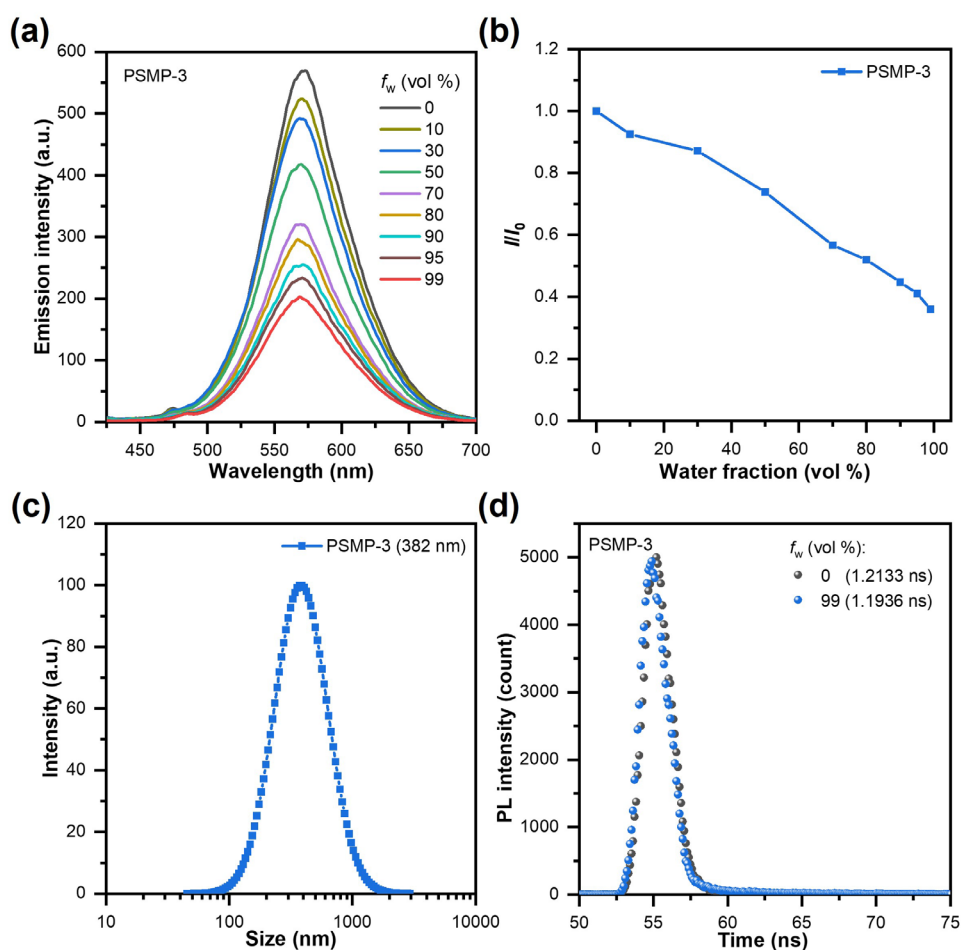 (a)
PSMP-3
fw (vol %)
0
10
30
50
70
80
90
95
99
600
500
400
300
200
100
0
Emission intensity (a.u.)
450 500 550 600 650 700
Wavelength (nm)
(b)
PSMP-3
1.2
1.0
0.8
0.6
0.4
0.2
0.0
I/I0
0 20 40 60 80 100
Water fraction (vol %)
(c)
PSMP-3 (382 nm)
120
100
80
60
40
20
0
Intensity (a.u.)
10 100 1000 10000
Size (nm)
(d)
PSMP-3
fw (vol %):
0 (1.2133 ns)
99 (1.1936 ns)
5000
4000
3000
2000
1000
0
PL intensity (count)
50 55 60 65 70 75
Time (ns)